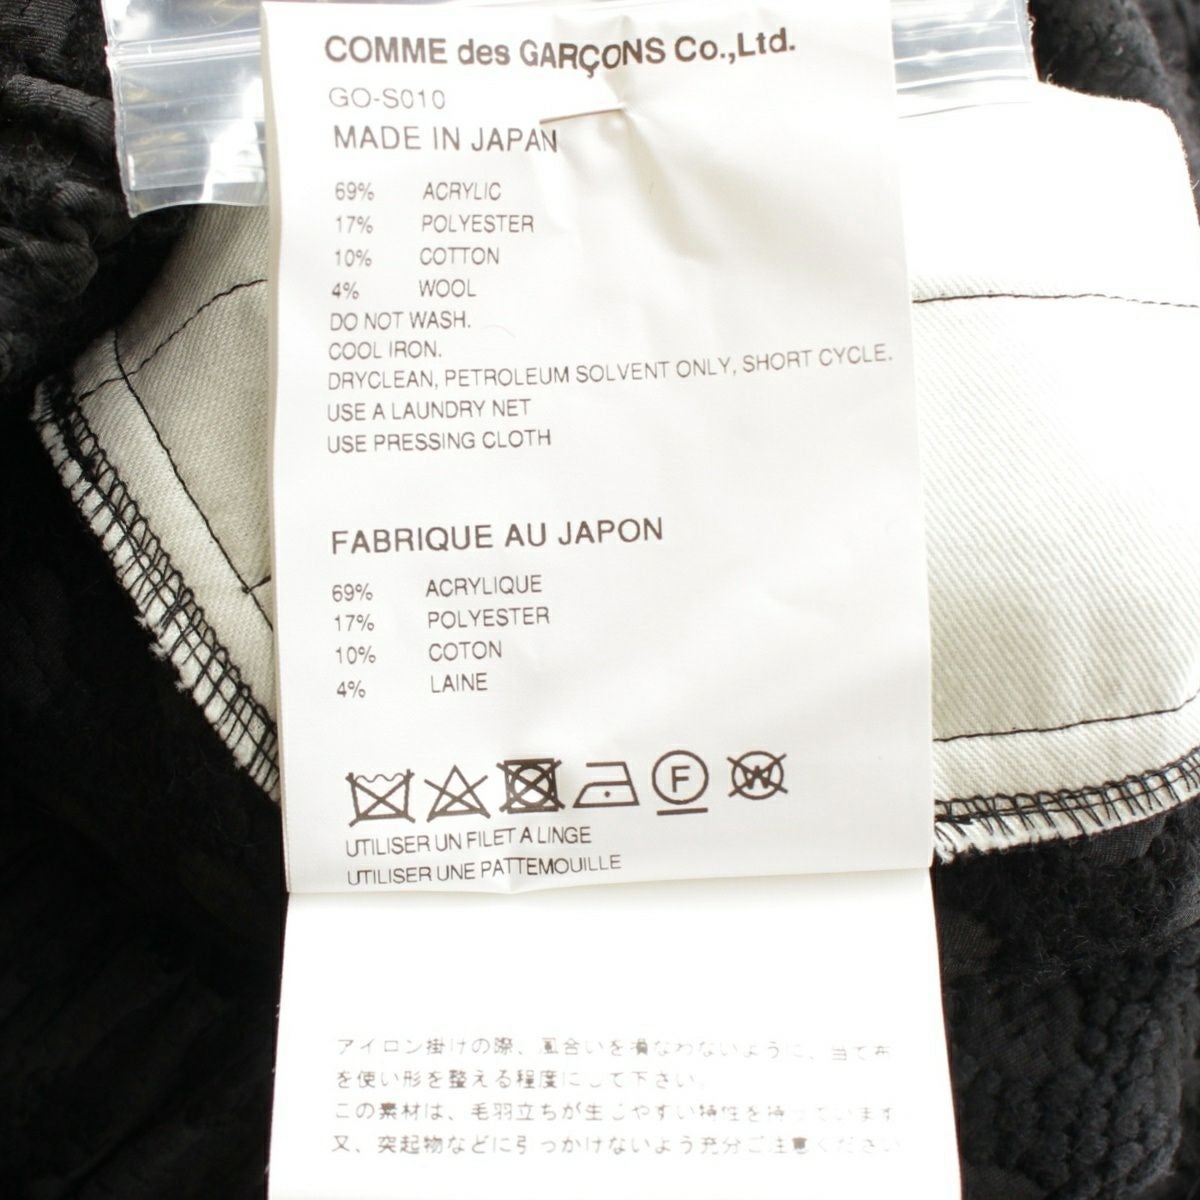 COMME des GARÇONS Co.,Ltd.
GO-S010
MADE IN JAPAN
69% ACRYLIC
17% POLYESTER
10% COTTON
4% WOOL
DO NOT WASH.
COOL IRON.
DRYCLEAN, PETROLEUM SOLVENT ONLY, SHORT CYCLE.
USE A LAUNDRY NET
USE PRESSING CLOTH
FABRIQUE AU JAPON
69% ACRYLIQUE
17% POLYESTER
10% COTON
4% LAINE
F W
UTILISER UN FILET A LINGE
UTILISER UNE PATTEMOUILLE
アイロン掛けの際、風合いを損なわないように、当て布
を使い形を整える程度にして下さい。
この素材は、毛羽立ちが生じやすい特性を持っています
又、突起物などに引っかけないよう充分ご注意ください